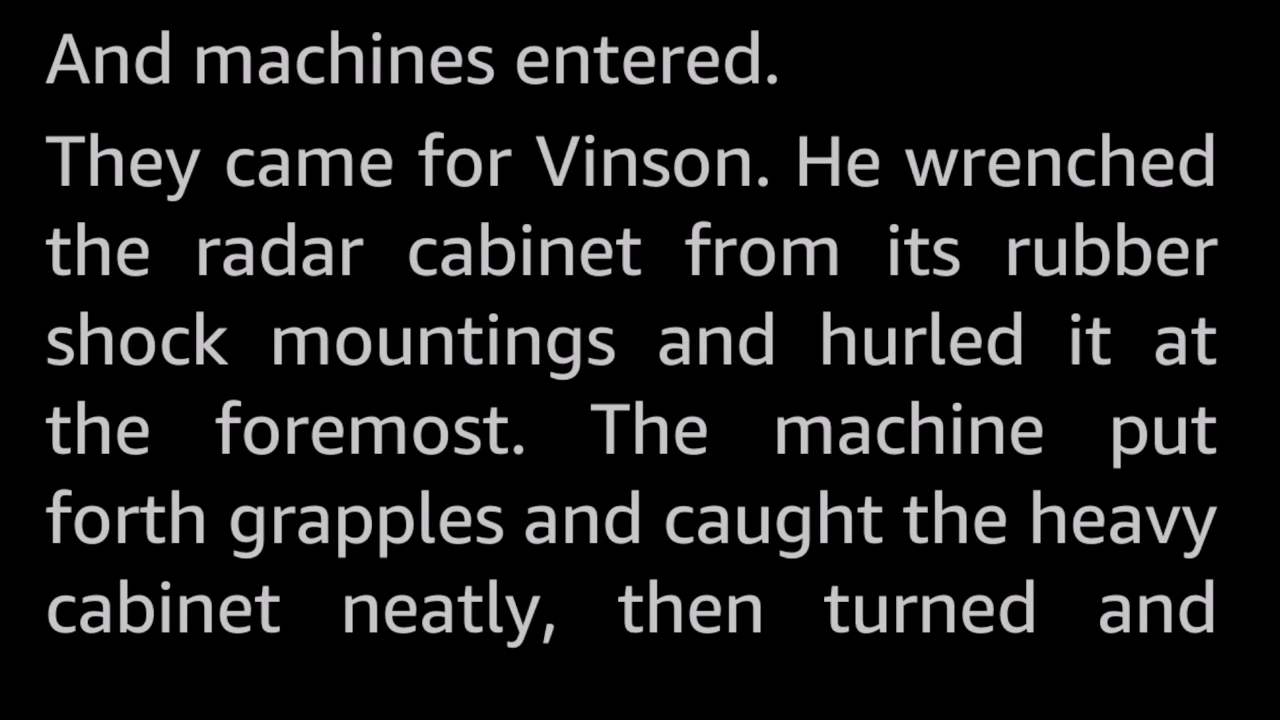 And machines entered.
They came for Vinson. He wrenched
the radar cabinet from its rubber
shock mountings and hurled it at
the foremost. The machine put
forth grapples and caught the heavy
cabinet neatly, then turned and